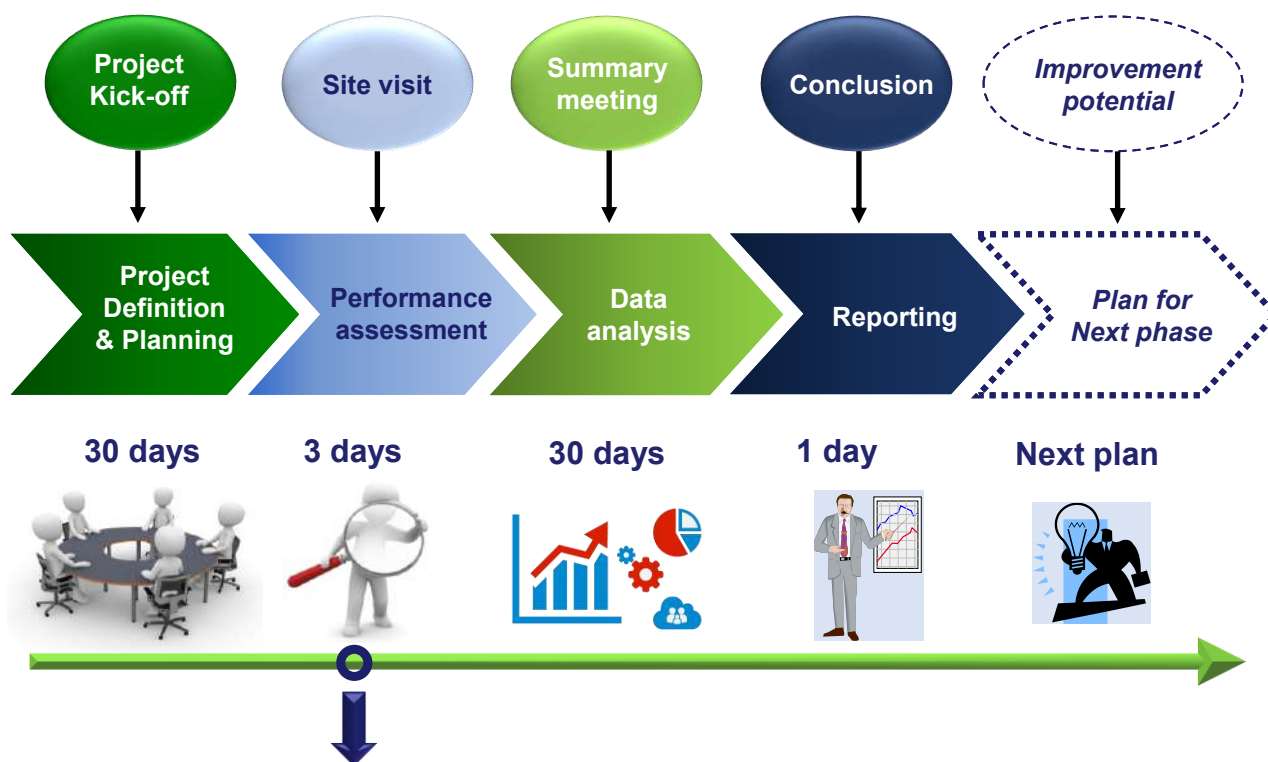 Project
Kick-off
Site visit
Summary
meeting
Conclusion
Improvement
potential
Project
Definition
& Planning
Performance
assessment
Data
analysis
Reporting
Plan for
Next phase
30 days
3 days
30 days
1 day
Next plan